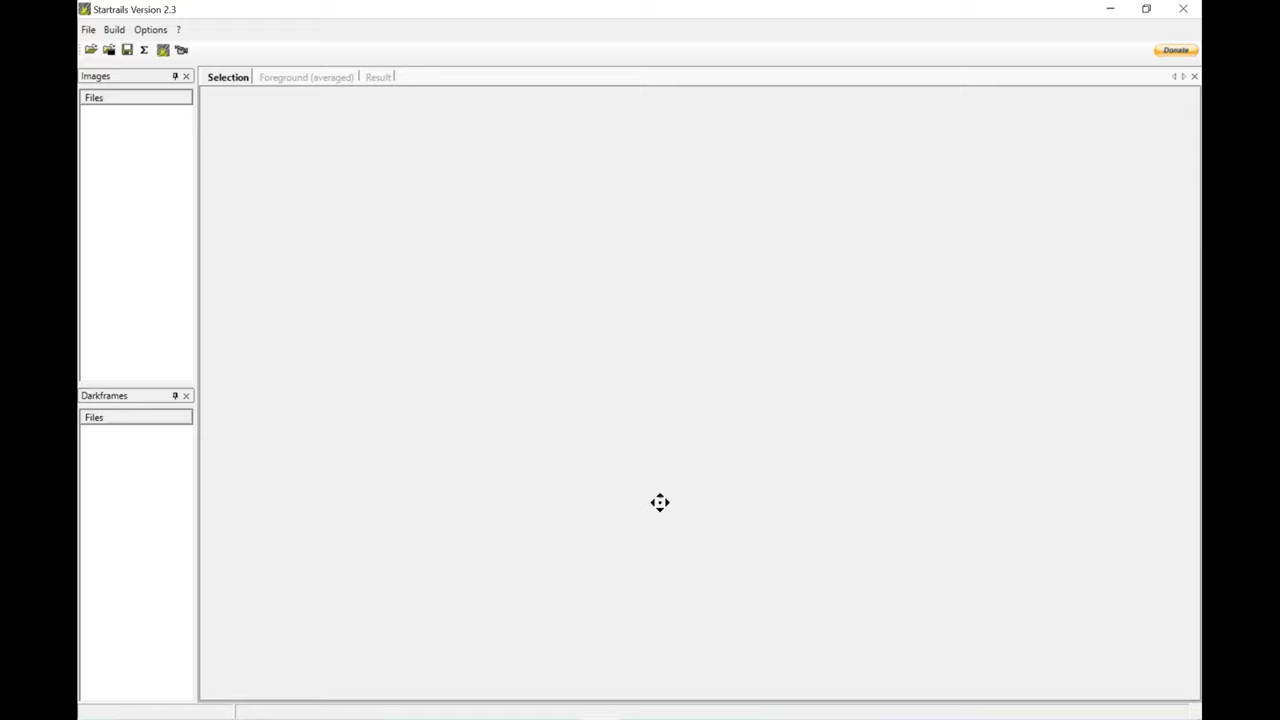 Startrails Version 2.3
File Build Options ?
Σ Donate
Images
Selection Foreground (averaged) Result
Files
Darkframes
Files